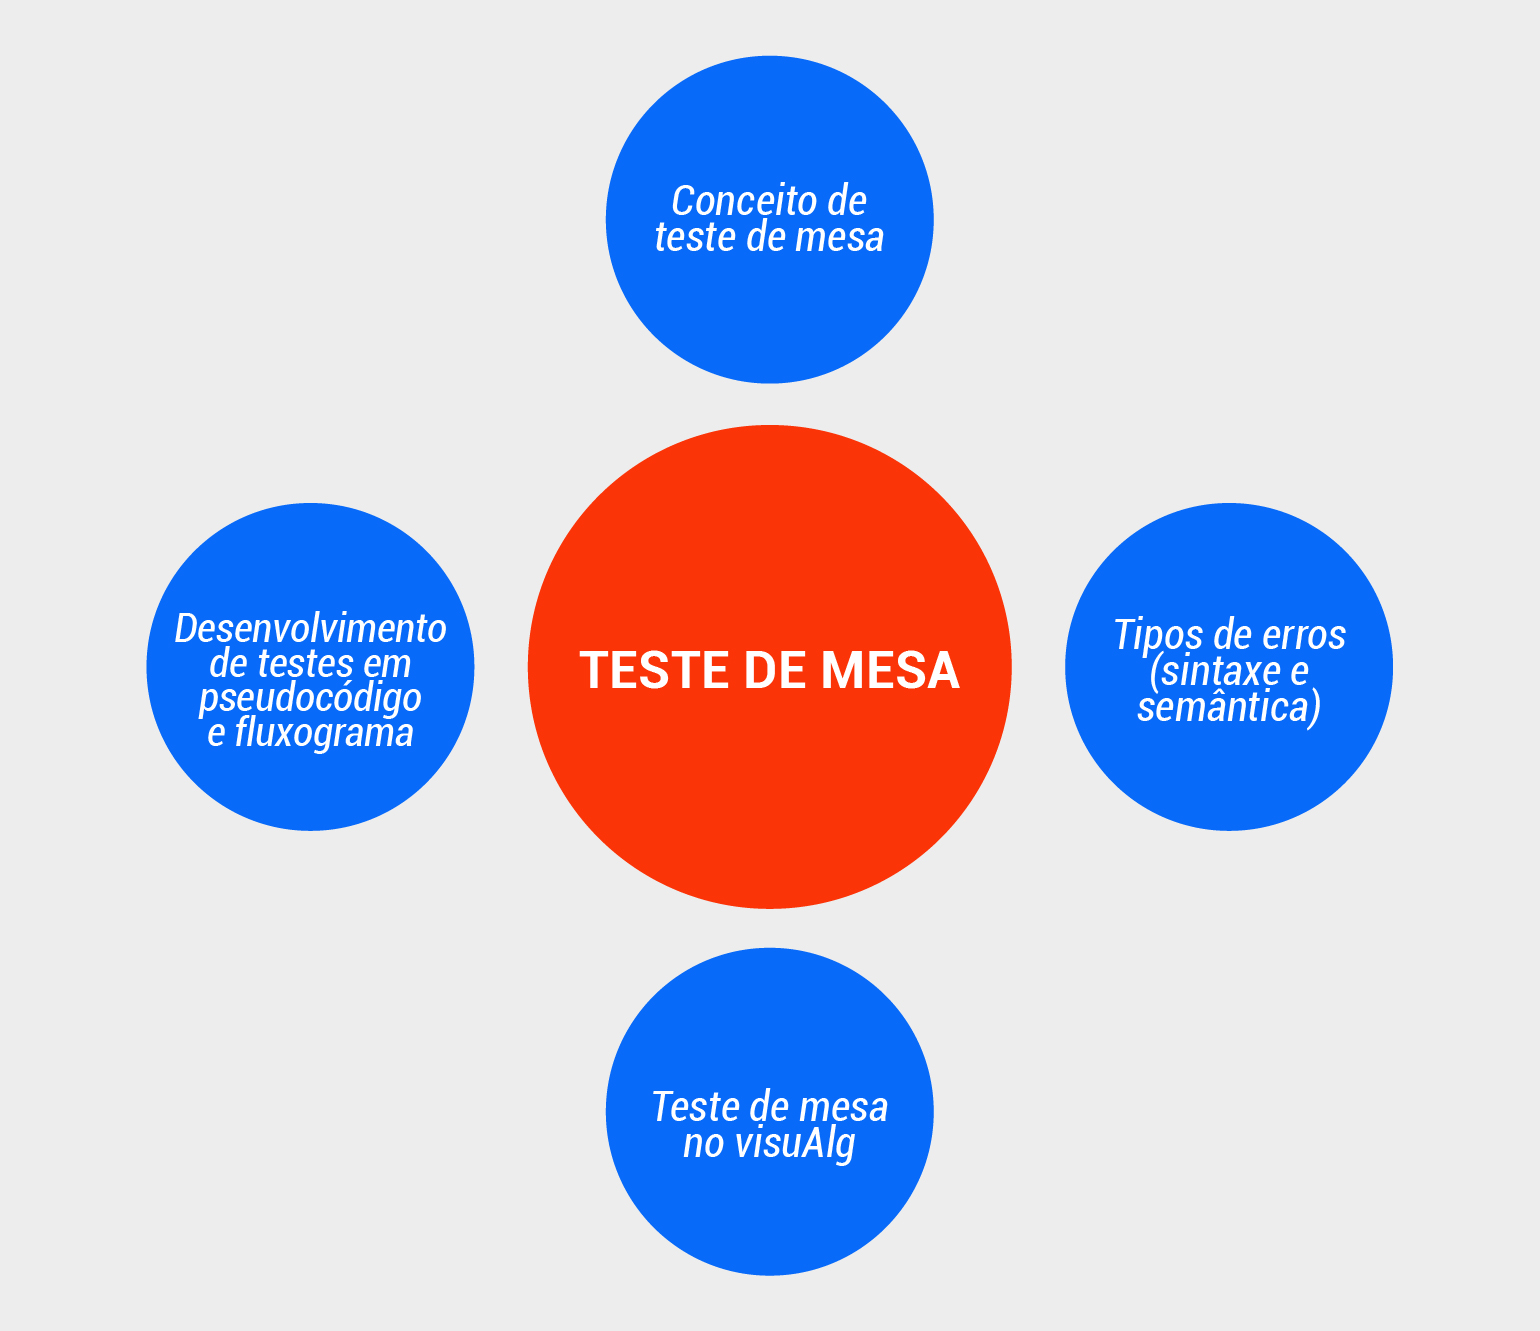 Conceito de
teste de mesa
Desenvolvimento
de testes em
pseudocódigo
e fluxograma
TESTE DE MESA
Tipos de erros
(sintaxe e
semântica)
Teste de mesa
no visuAlg